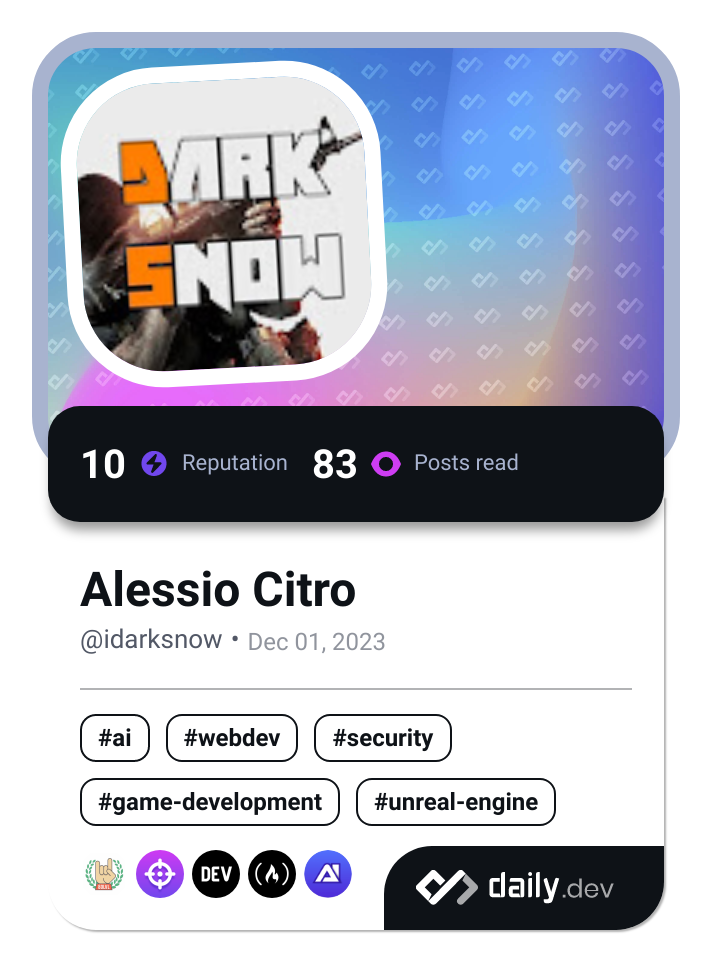 DARK
SNOW
10 Reputation 83 Posts read
Alessio Citro
@idarksnow • Dec 01, 2023
#ai #webdev #security
#game-development #unreal-engine
DEV
daily.dev